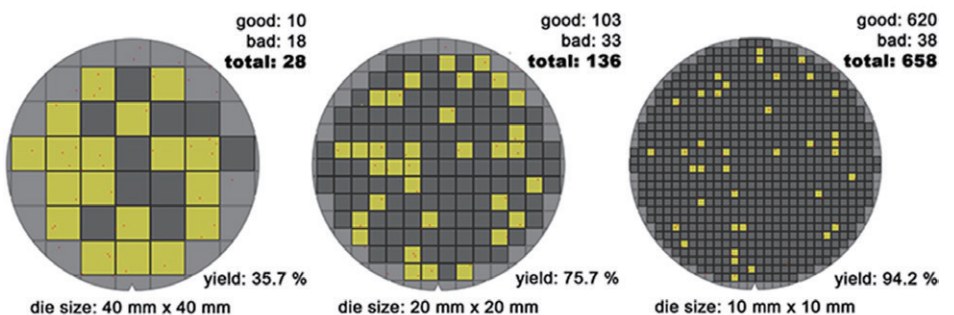 good: 10
bad: 18
total: 28
yield: 35.7 %
die size: 40 mm x 40 mm
good: 103
bad: 33
total: 136
yield: 75.7 %
die size: 20 mm x 20 mm
good: 620
bad: 38
total: 658
yield: 94.2 %
die size: 10 mm x 10 mm